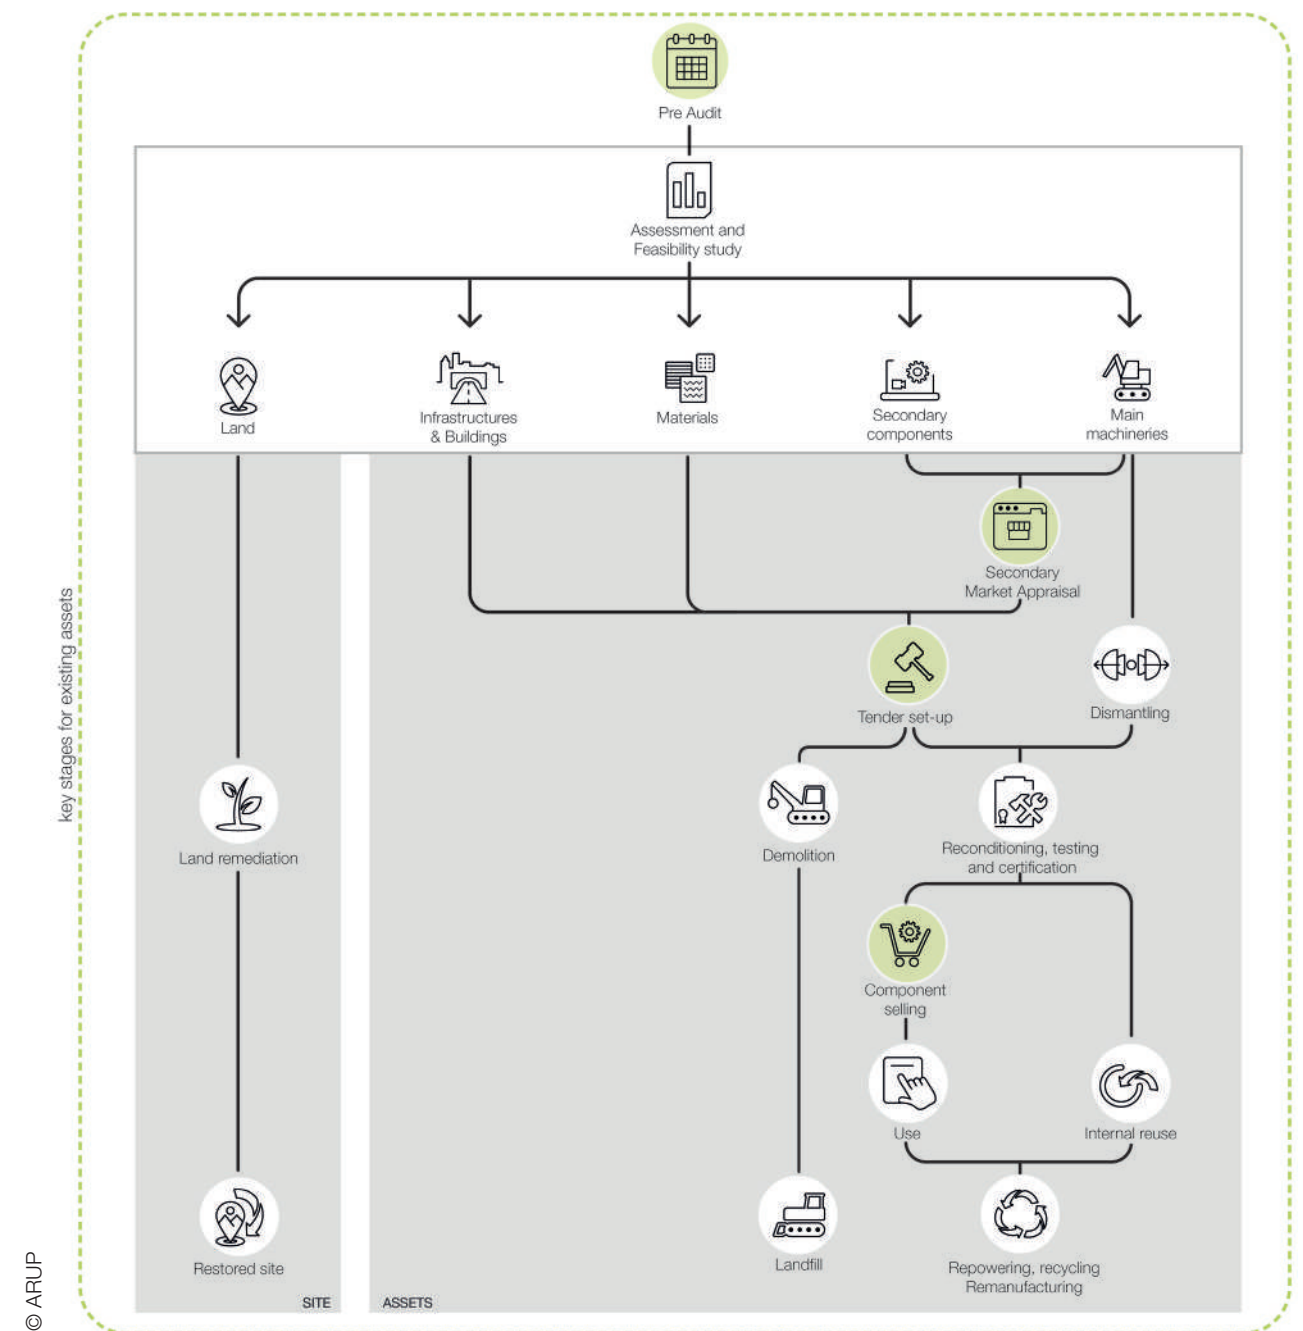 Pre Audit
Assessment and
Feasibility study
Land
Infrastructures
& Buildings
Materials
Secondary
components
Main
machineries
Secondary
Market Appraisal
Tender set-up
Dismantling
key stages for existing assets
Land remediation
Demolition
Reconditioning, testing
and certification
Component
selling
Use
Internal reuse
Restored site
Landfill
Repowering, recycling
Remanufacturing
SITE
ASSETS
© ARUP